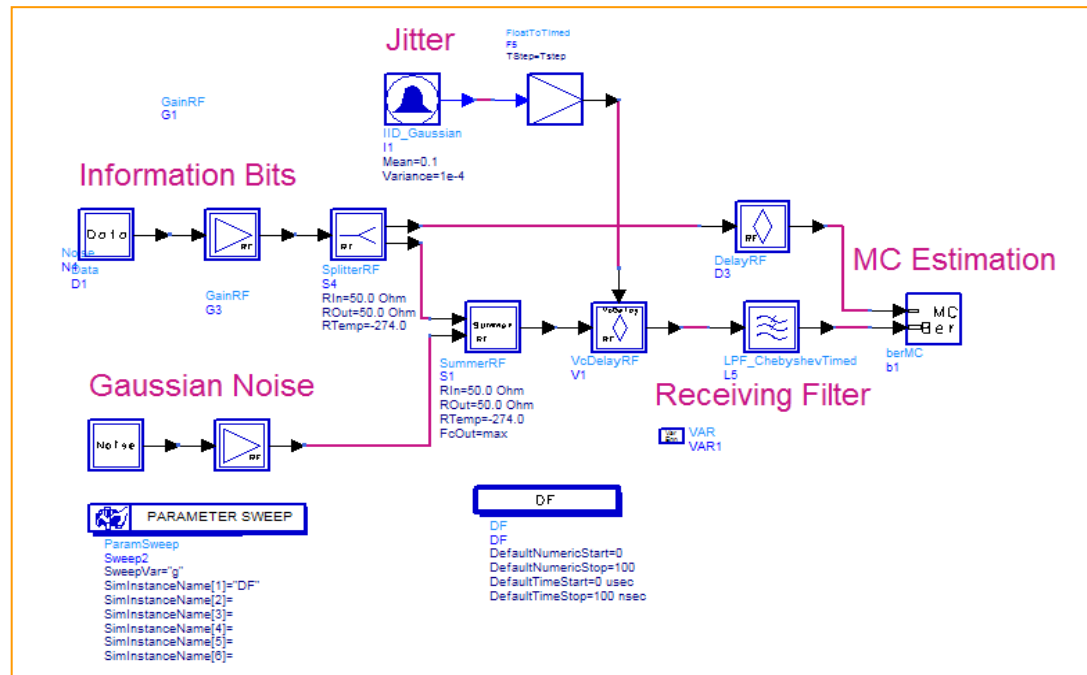 Jitter
FloatToTimed
F5
TStep=Tstep
GainRF
G1
IID_Gaussian
I1
Mean=0.1
Variance=1e-4
Information Bits
Data
RF
RF
RF
Noise
N4
Data
D1
GainRF
G3
SplitterRF
S4
RIn=50.0 Ohm
ROut=50.0 Ohm
RTemp=-274.0
DelayRF
D3
MC Estimation
MC
Ber
berMC
b1
Summer
RF
SummerRF
S1
RIn=50.0 Ohm
ROut=50.0 Ohm
RTemp=-274.0
FcOut=max
RF
VcDelayRF
V1
LPF_ChebyshevTimed
L5
Receiving Filter
Var
Eqn
VAR
VAR1
Gaussian Noise
Noise
RF
PARAMETER SWEEP
ParamSweep
Sweep2
SweepVar="g"
SimInstanceName[1]="DF"
SimInstanceName[2]=
SimInstanceName[3]=
SimInstanceName[4]=
SimInstanceName[5]=
SimInstanceName[6]=
DF
DF
DF
DefaultNumericStart=0
DefaultNumericStop=100
DefaultTimeStart=0 usec
DefaultTimeStop=100 nsec